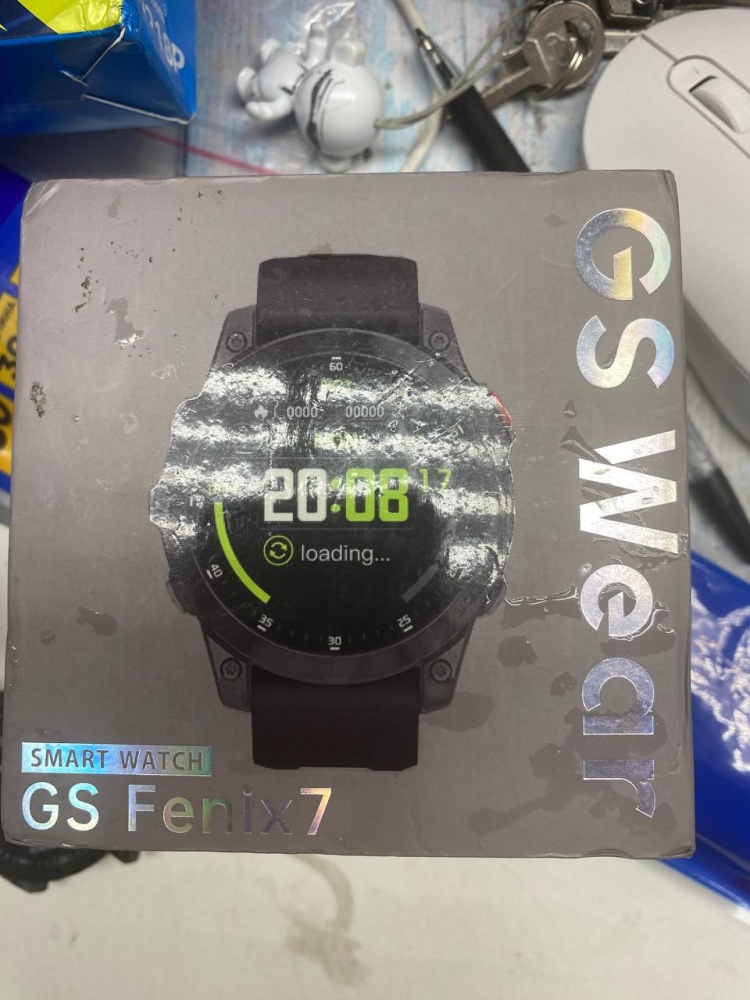 GS Wear
60
0000 00000
20:08 17
loading...
40
35
30
25
SMART WATCH
GS Fenix7